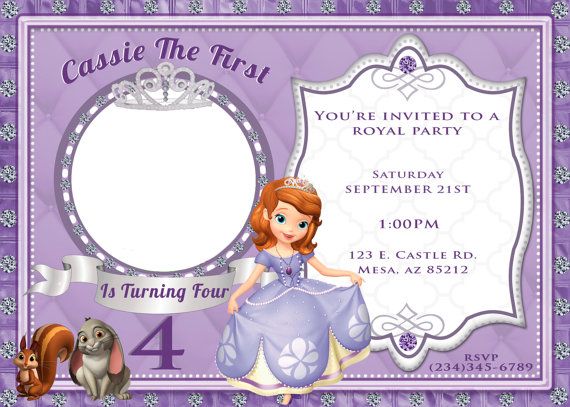 Cassie The First
Is Turning Four
4
You're invited to a
royal party
Saturday
September 21st
1:00PM
123 E. Castle Rd.
Mesa, AZ 85212
RSVP
(234)345-6789